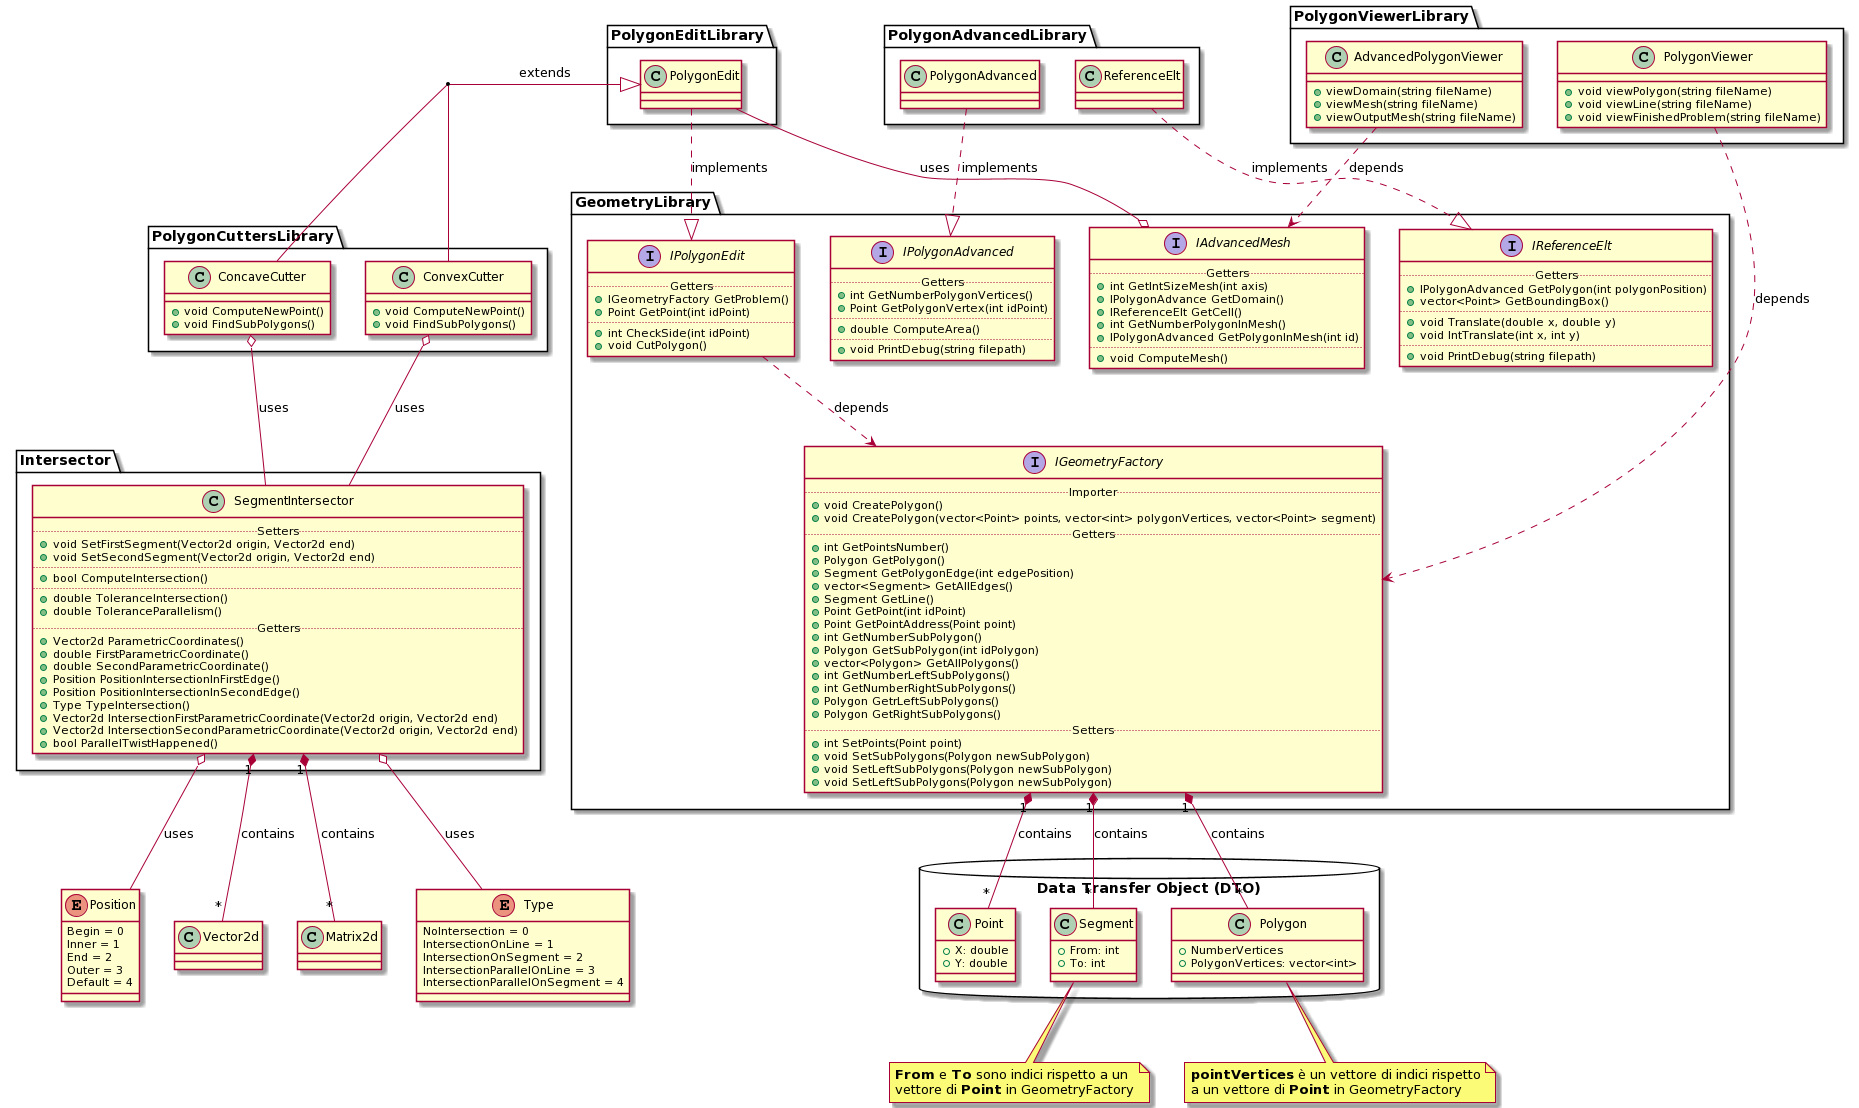 PolygonViewerLibrary
AdvancedPolygonViewer
viewDomain(string fileName)
viewMesh(string fileName)
viewOutputMesh(string fileName)
PolygonViewer
void viewPolygon(string fileName)
void viewLine(string fileName)
void viewFinishedProblem(string fileName)
PolygonEditLibrary
PolygonEdit
PolygonAdvancedLibrary
PolygonAdvanced
ReferenceElt
extends
implements
uses
implements
implements
depends
depends
PolygonCuttersLibrary
ConcaveCutter
void ComputeNewPoint()
void FindSubPolygons()
ConvexCutter
void ComputeNewPoint()
void FindSubPolygons()
uses
uses
GeometryLibrary
IPolygonEdit
Getters
IGeometryFactory GetProblem()
Point GetPoint(int idPoint)
int CheckSide(int idPoint)
void CutPolygon()
IPolygonAdvanced
Getters
int GetNumberPolygonVertices()
Point GetPolygonVertex(int idPoint)
double ComputeArea()
void PrintDebug(string filepath)
IAdvancedMesh
Getters
int GetIntSizeMesh(int axis)
IPolygonAdvance GetDomain()
IReferenceElt GetCell()
int GetNumberPolygonInMesh()
IPolygonAdvanced GetPolygonInMesh(int id)
void ComputeMesh()
IReferenceElt
Getters
IPolygonAdvanced GetPolygon(int polygonPosition)
vector<Point> GetBoundingBox()
void Translate(double x, double y)
void IntTranslate(int x, int y)
void PrintDebug(string filepath)
depends
IGeometryFactory
Importer
void CreatePolygon()
void CreatePolygon(vector<Point> points, vector<int> polygonVertices, vector<Point> segment)
Getters
int GetPointsNumber()
Polygon GetPolygon()
Segment GetPolygonEdge(int edgePosition)
vector<Segment> GetAllEdges()
Segment GetLine()
Point GetPoint(int idPoint)
Point GetPointAddress(Point point)
int GetNumberSubPolygon()
Polygon GetSubPolygon(int idPolygon)
vector<Polygon> GetAllPolygons()
int GetNumberLeftSubPolygons()
int GetNumberRightSubPolygons()
Polygon GetrLeftSubPolygons()
Polygon GetRightSubPolygons()
Setters
int SetPoints(Point point)
void SetSubPolygons(Polygon newSubPolygon)
void SetLeftSubPolygons(Polygon newSubPolygon)
void SetLeftSubPolygons(Polygon newSubPolygon)
Intersector
SegmentIntersector
Setters
void SetFirstSegment(Vector2d origin, Vector2d end)
void SetSecondSegment(Vector2d origin, Vector2d end)
bool ComputeIntersection()
double ToleranceIntersection()
double ToleranceParallelism()
Getters
Vector2d ParametricCoordinates()
double FirstParametricCoordinate()
double SecondParametricCoordinate()
Position PositionIntersectionInFirstEdge()
Position PositionIntersectionInSecondEdge()
Type TypeIntersection()
Vector2d IntersectionFirstParametricCoordinate(Vector2d origin, Vector2d end)
Vector2d IntersectionSecondParametricCoordinate(Vector2d origin, Vector2d end)
bool ParallelTwistHappened()
1
1
uses
contains
contains
uses
*
*
Position
Begin = 0
Inner = 1
End = 2
Outer = 3
Default = 4
Vector2d
Matrix2d
Type
NoIntersection = 0
IntersectionOnLine = 1
IntersectionOnSegment = 2
IntersectionParallelOnLine = 3
IntersectionParallelOnSegment = 4
1
1
1
contains
contains
contains
Data Transfer Object (DTO)
*
*
*
Point
X: double
Y: double
Segment
From: int
To: int
Polygon
NumberVertices
PolygonVertices: vector<int>
From e To sono indici rispetto a un
vettore di Point in GeometryFactory
pointVertices è un vettore di indici rispetto
a un vettore di Point in GeometryFactory